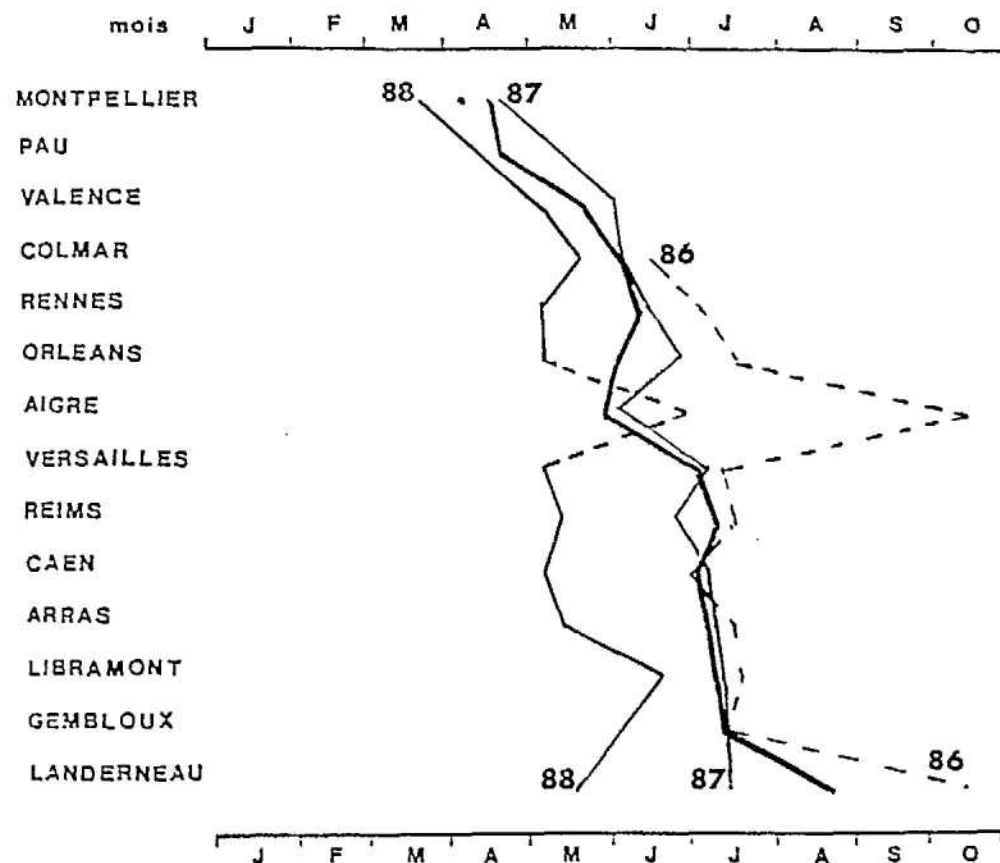 mois J F M A M J J A S O
MONTPELLIER 88 87
PAU
VALENCE
COLMAR 86
RENNES
ORLEANS
AIGRE
VERSAILLES
REIMS
CAEN
ARRAS
LIBRAMONT
GEMBLOUX
LANDERNEAU 88 87 86
J F M A M J J A S O